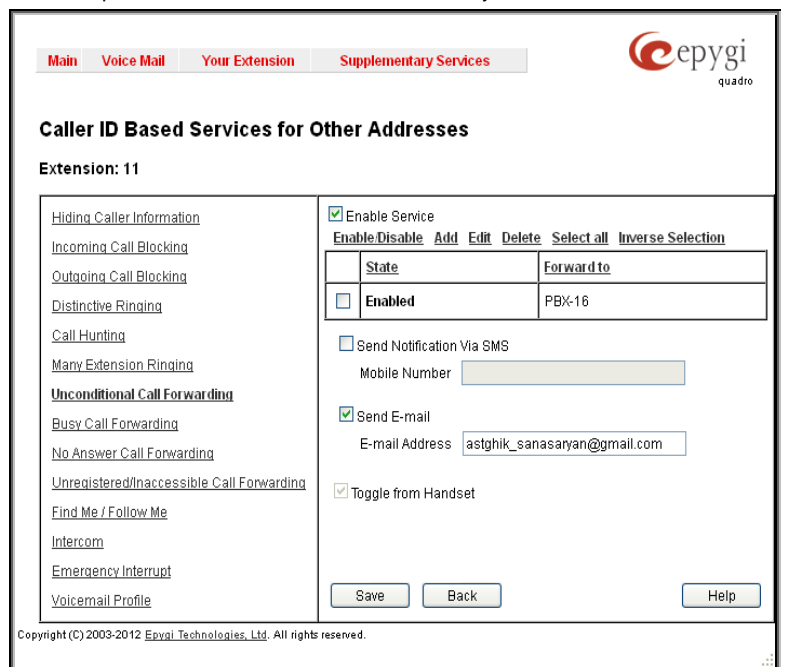 Main Voice Mail Your Extension Supplementary Services
epygi
quadro
Caller ID Based Services for Other Addresses
Extension: 11
Hiding Caller Information
Incoming Call Blocking
Outgoing Call Blocking
Distinctive Ringing
Call Hunting
Many Extension Ringing
Unconditional Call Forwarding
Busy Call Forwarding
No Answer Call Forwarding
Unregistered/Inaccessible Call Forwarding
Find Me / Follow Me
Intercom
Emergency Interrupt
Voicemail Profile
Enable Service
Enable/Disable Add Edit Delete Select all Inverse Selection
State Forward to
Enabled PBX-16
Send Notification Via SMS
Mobile Number
Send E-mail
E-mail Address astghik_sanasaryan@gmail.com
Toggle from Handset
Save Back Help
Copyright (C) 2003-2012 Epygi Technologies, Ltd. All rights reserved.